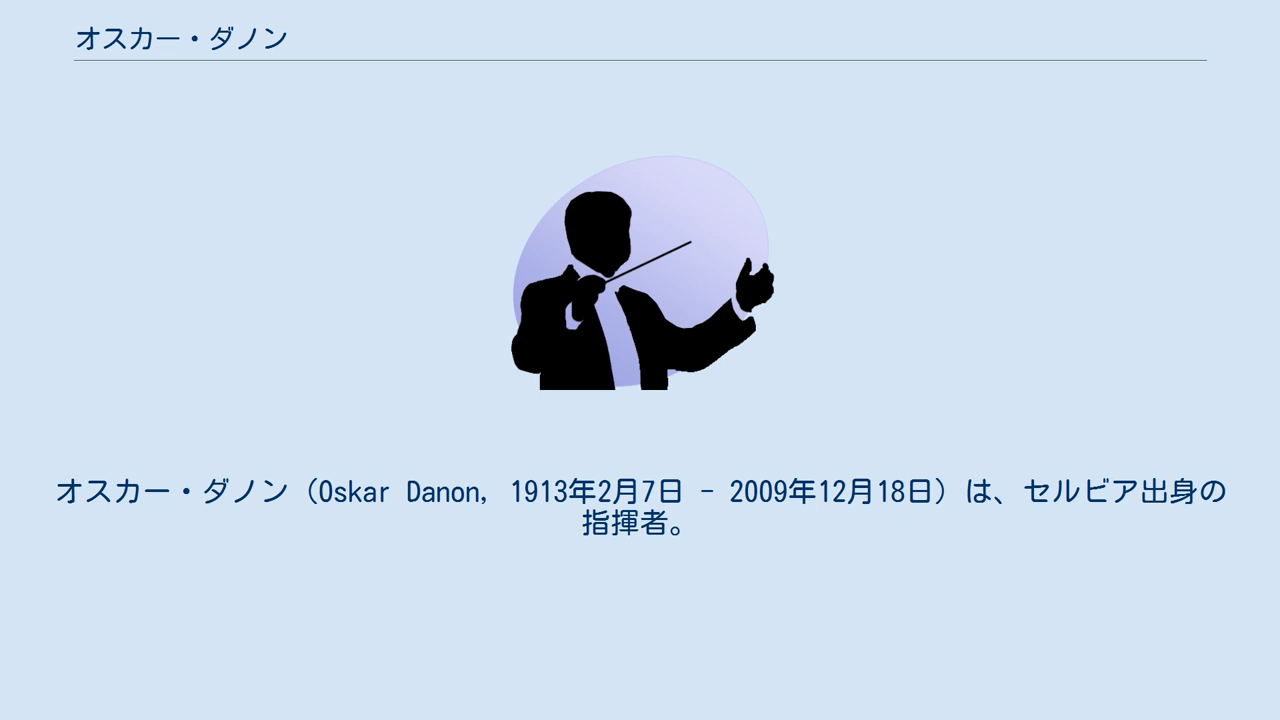 オスカー・ダノン
オスカー・ダノン（Oskar Danon, 1913年2月7日 - 2009年12月18日）は、セルビア出身の
指揮者。